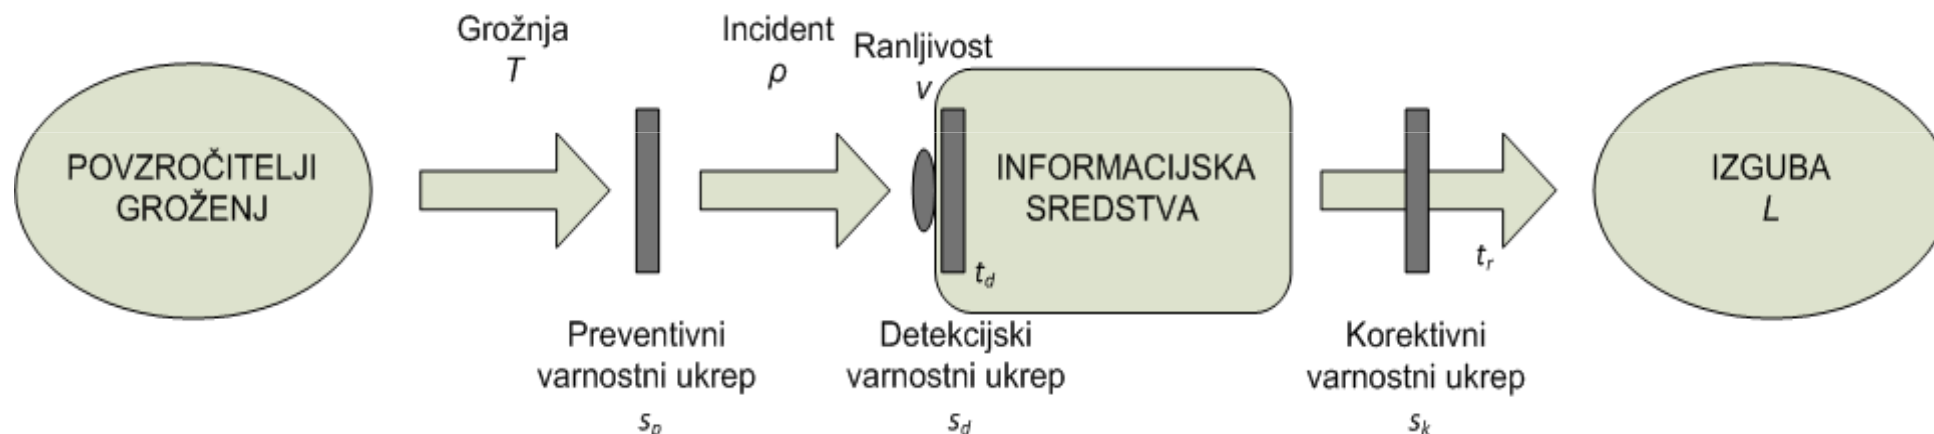 Grožnja
T
Incident
ρ
Ranljivost
v
POVZROČITELJI
GROŽENJ
INFORMACIJSKA
SREDSTVA
t_d
t_r
IZGUBA
L
Preventivni
varnostni ukrep
s_p
Detekcijski
varnostni ukrep
s_d
Korektivni
varnostni ukrep
s_k